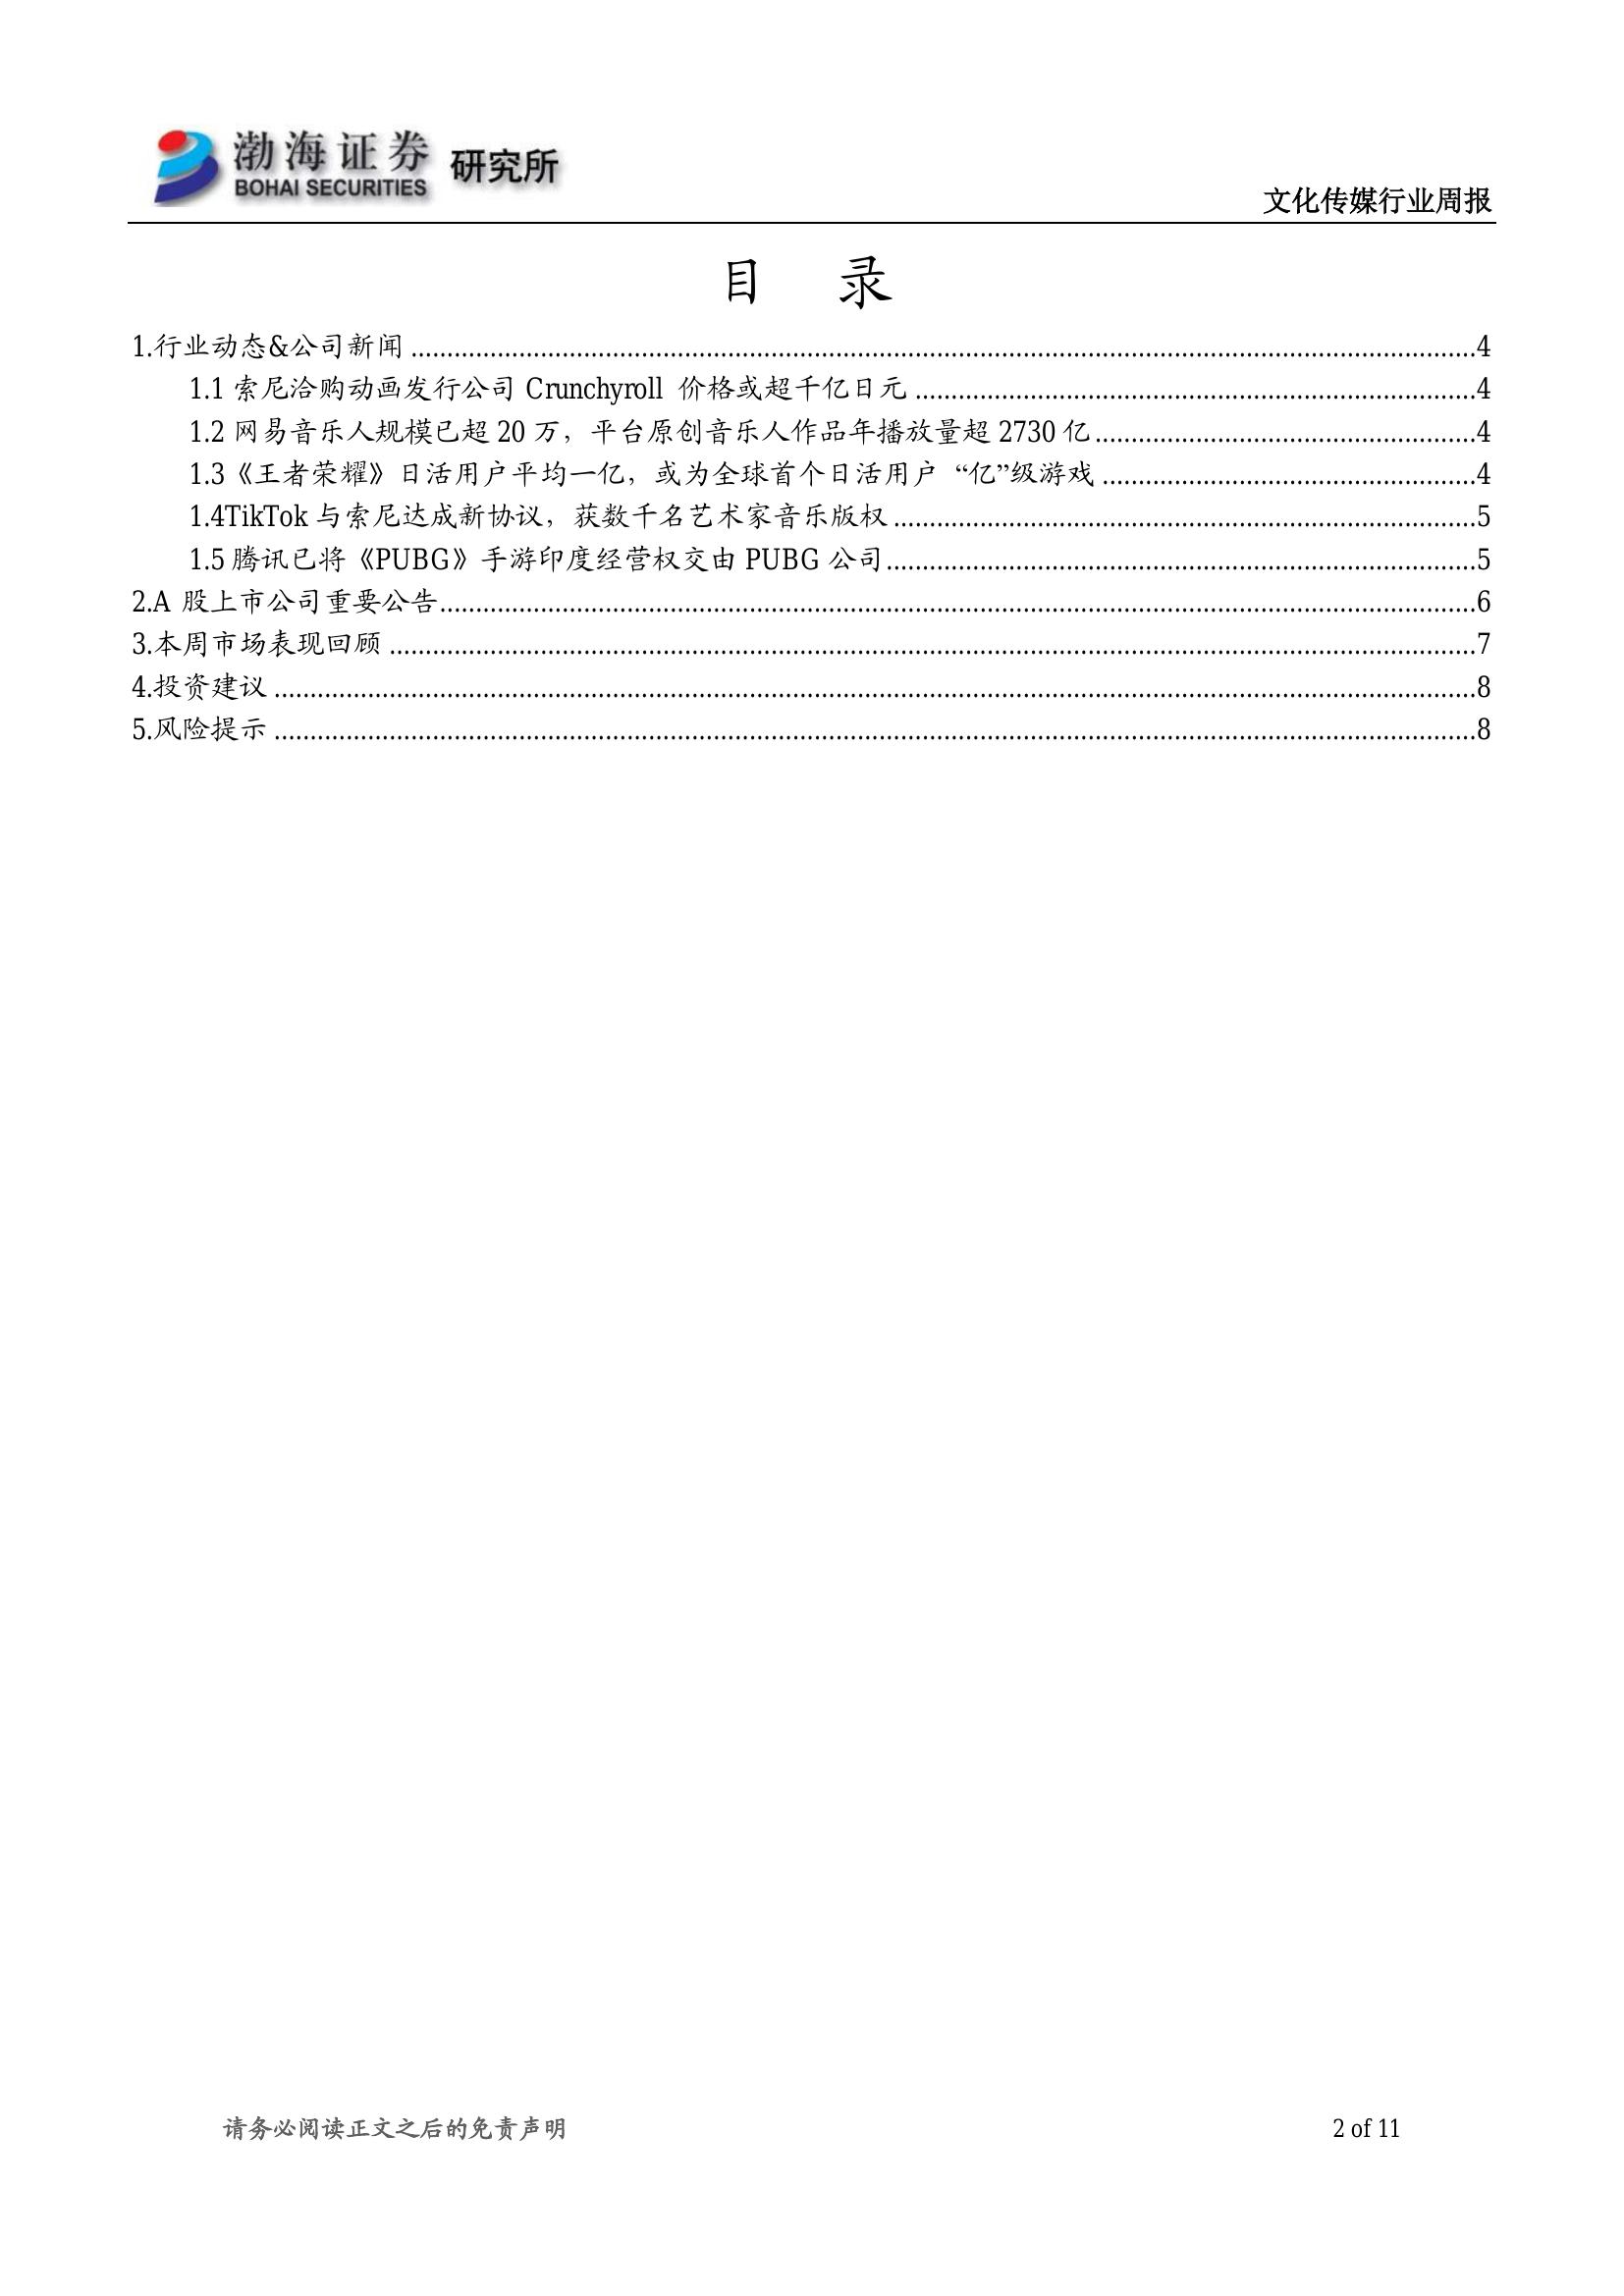 渤海证券 研究所
BOHAI SECURITIES
文化传媒行业周报
目 录
1.行业动态&公司新闻 ........................................ 4
1.1 索尼洽购动画发行公司 Crunchyroll 价格或超千亿日元 ........................................ 4
1.2 网易音乐人规模已超 20 万，平台原创音乐人作品年播放量超 2730 亿 ........................................ 4
1.3《王者荣耀》日活用户平均一亿，或为全球首个日活用户 “亿”级游戏 ........................................ 4
1.4TikTok 与索尼达成新协议，获数千名艺术家音乐版权 ........................................ 5
1.5 腾讯已将《PUBG》手游印度经营权交由 PUBG 公司 ........................................ 5
2.A 股上市公司重要公告 ........................................ 6
3.本周市场表现回顾 ........................................ 7
4.投资建议 ........................................ 8
5.风险提示 ........................................ 8
请务必阅读正文之后的免责声明 2 of 11